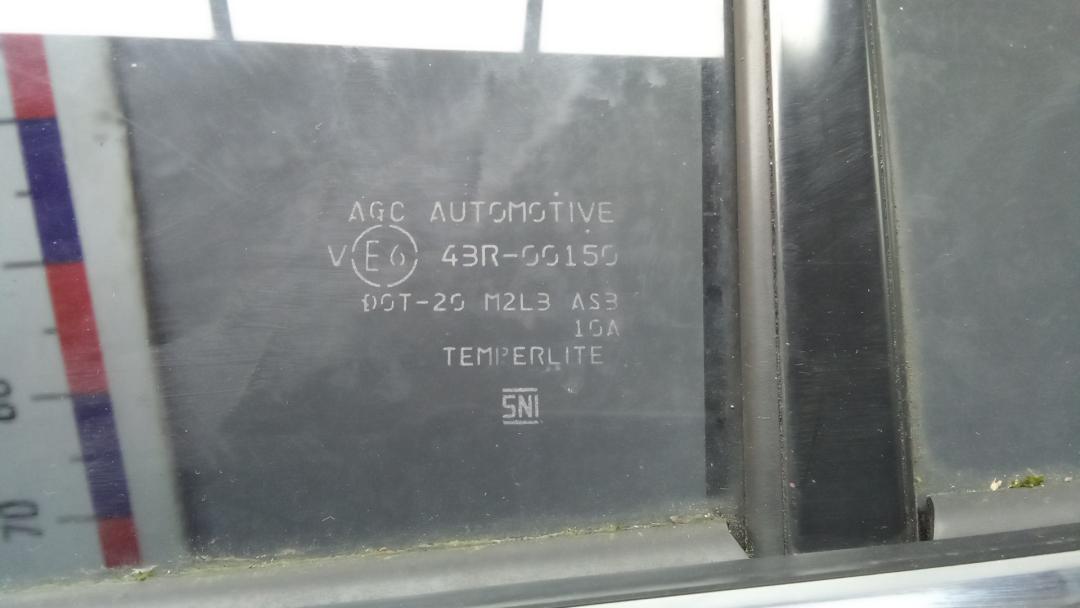 AGC AUTOMOTIVE
V E6 43R-00150
DOT-20 M2L3 AS3
10A
TEMPERLITE
SNI
70